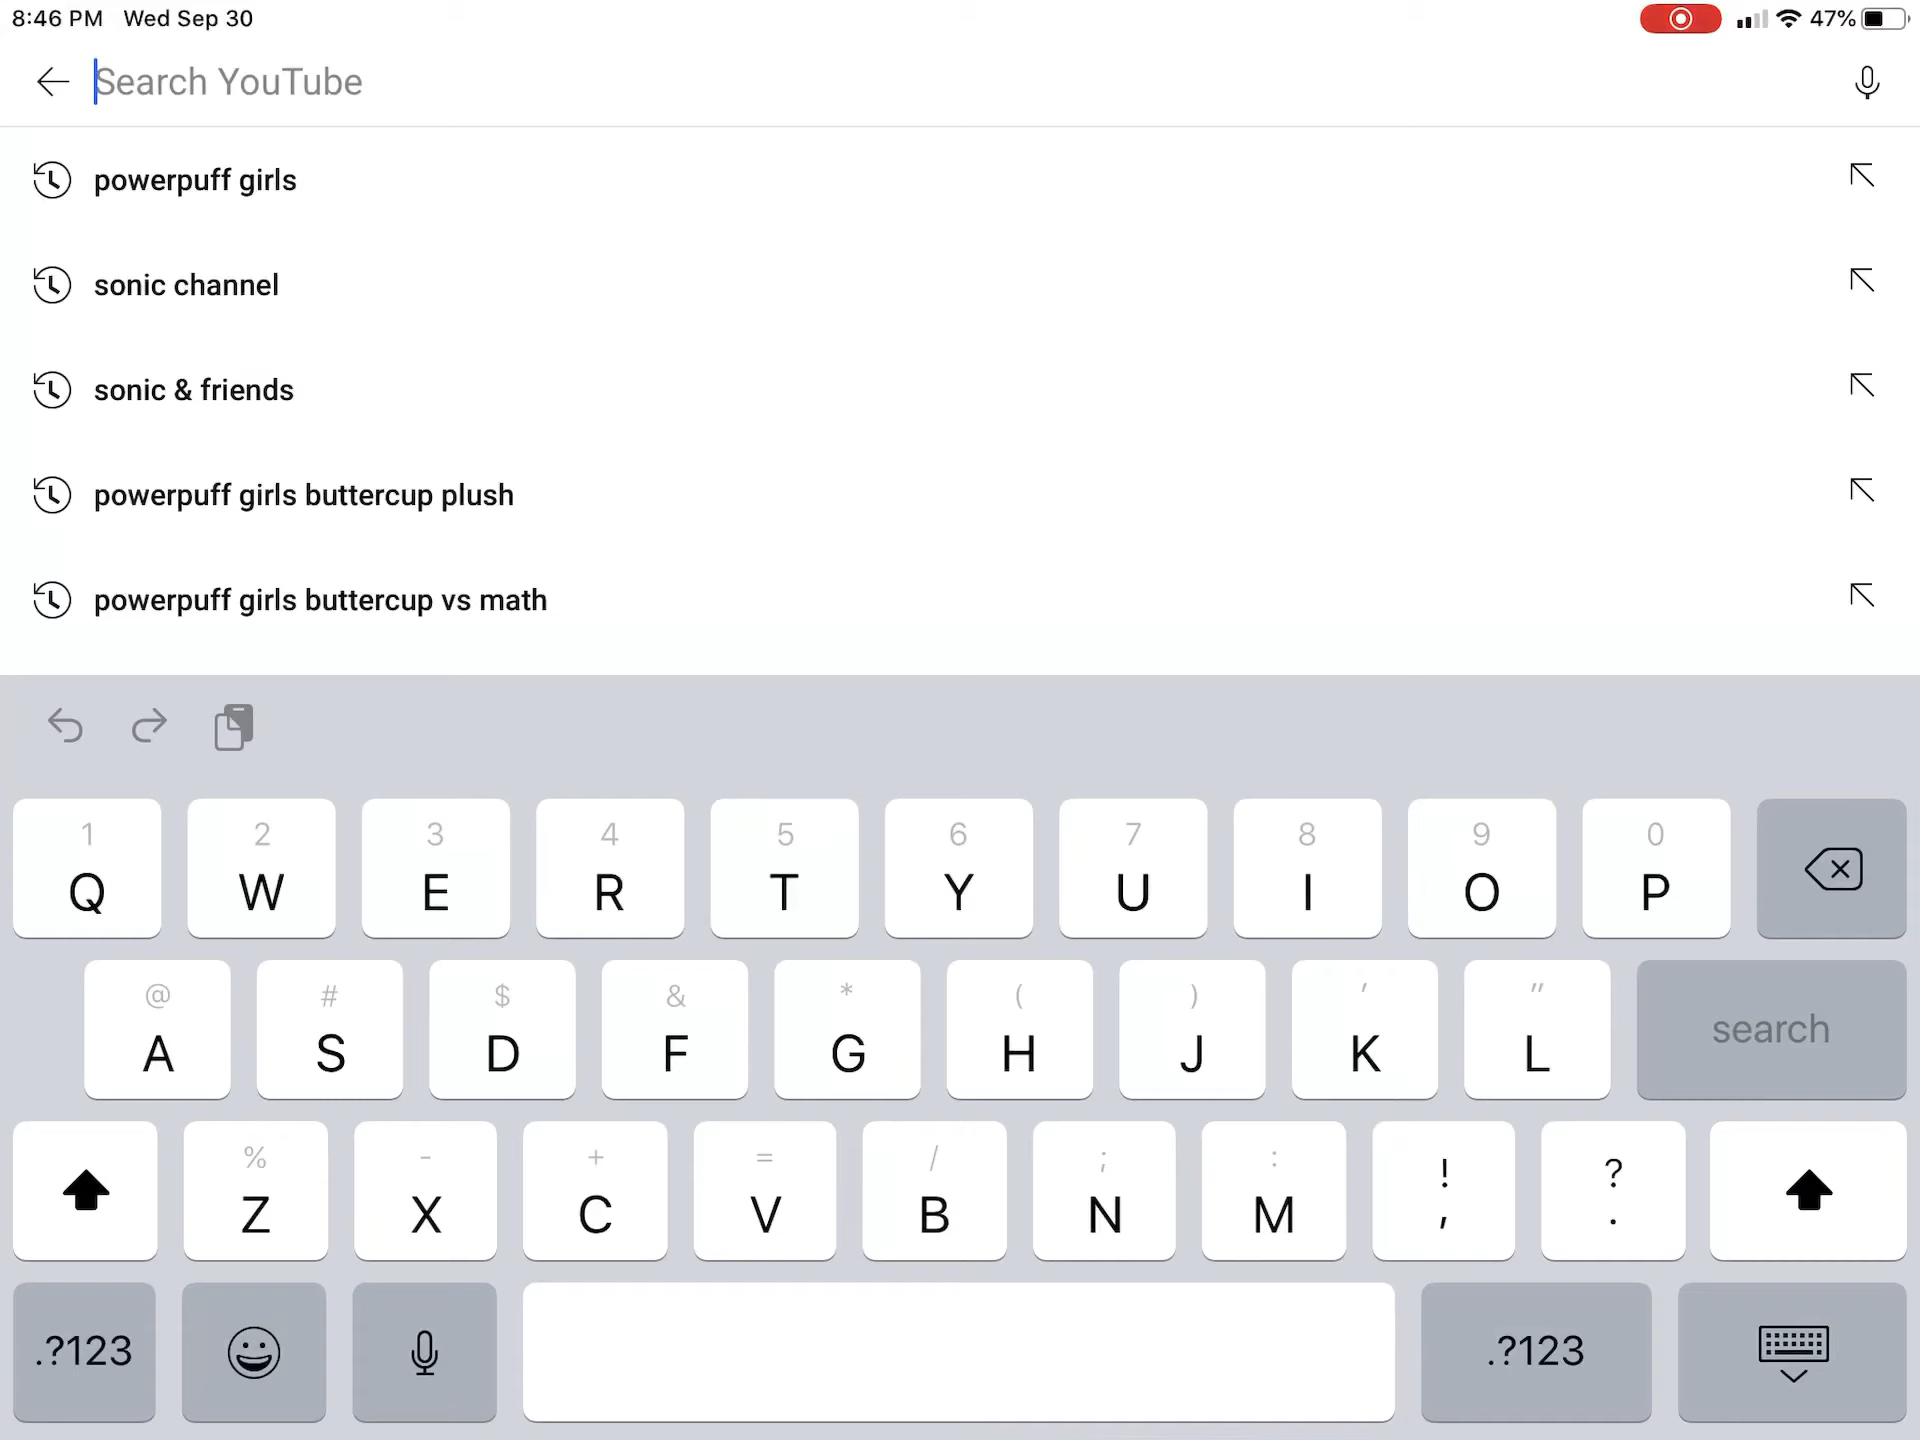 8:46 PM Wed Sep 30 47%
Search YouTube
powerpuff girls
sonic channel
sonic & friends
powerpuff girls buttercup plush
powerpuff girls buttercup vs math
1 2 3 4 5 6 7 8 9 0
Q W E R T Y U I O P
@ # $ & * ( ) ' "
A S D F G H J K L search
% - + = / ; : ! ?
Z X C V B N M , .
.?123 .?123